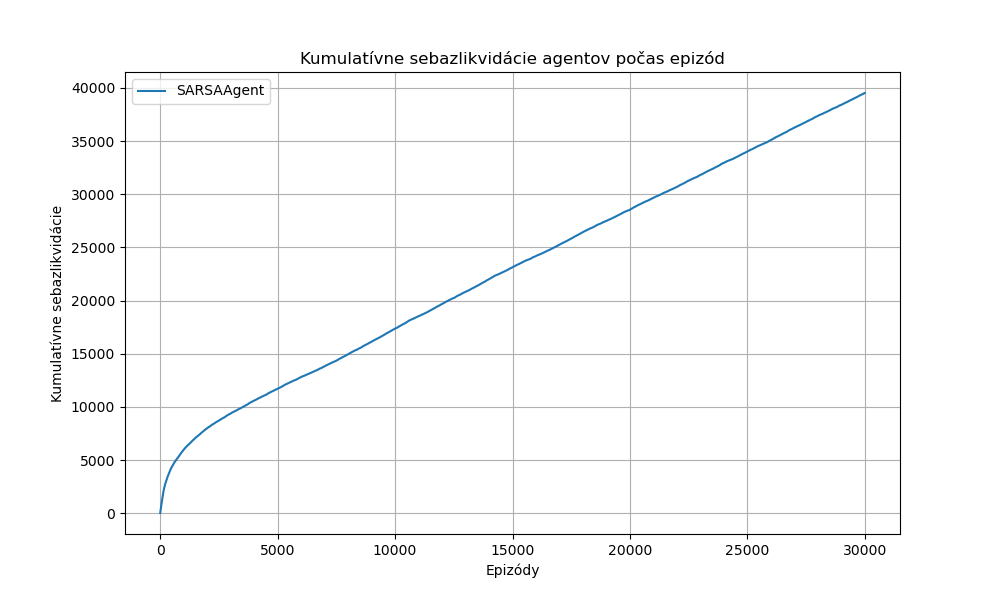 Kumulatívne sebazlikvidácie agentov počas epizód
SARSAAgent
Kumulatívne sebazlikvidácie
40000
35000
30000
25000
20000
15000
10000
5000
0
0 5000 10000 15000 20000 25000 30000
Epizódy